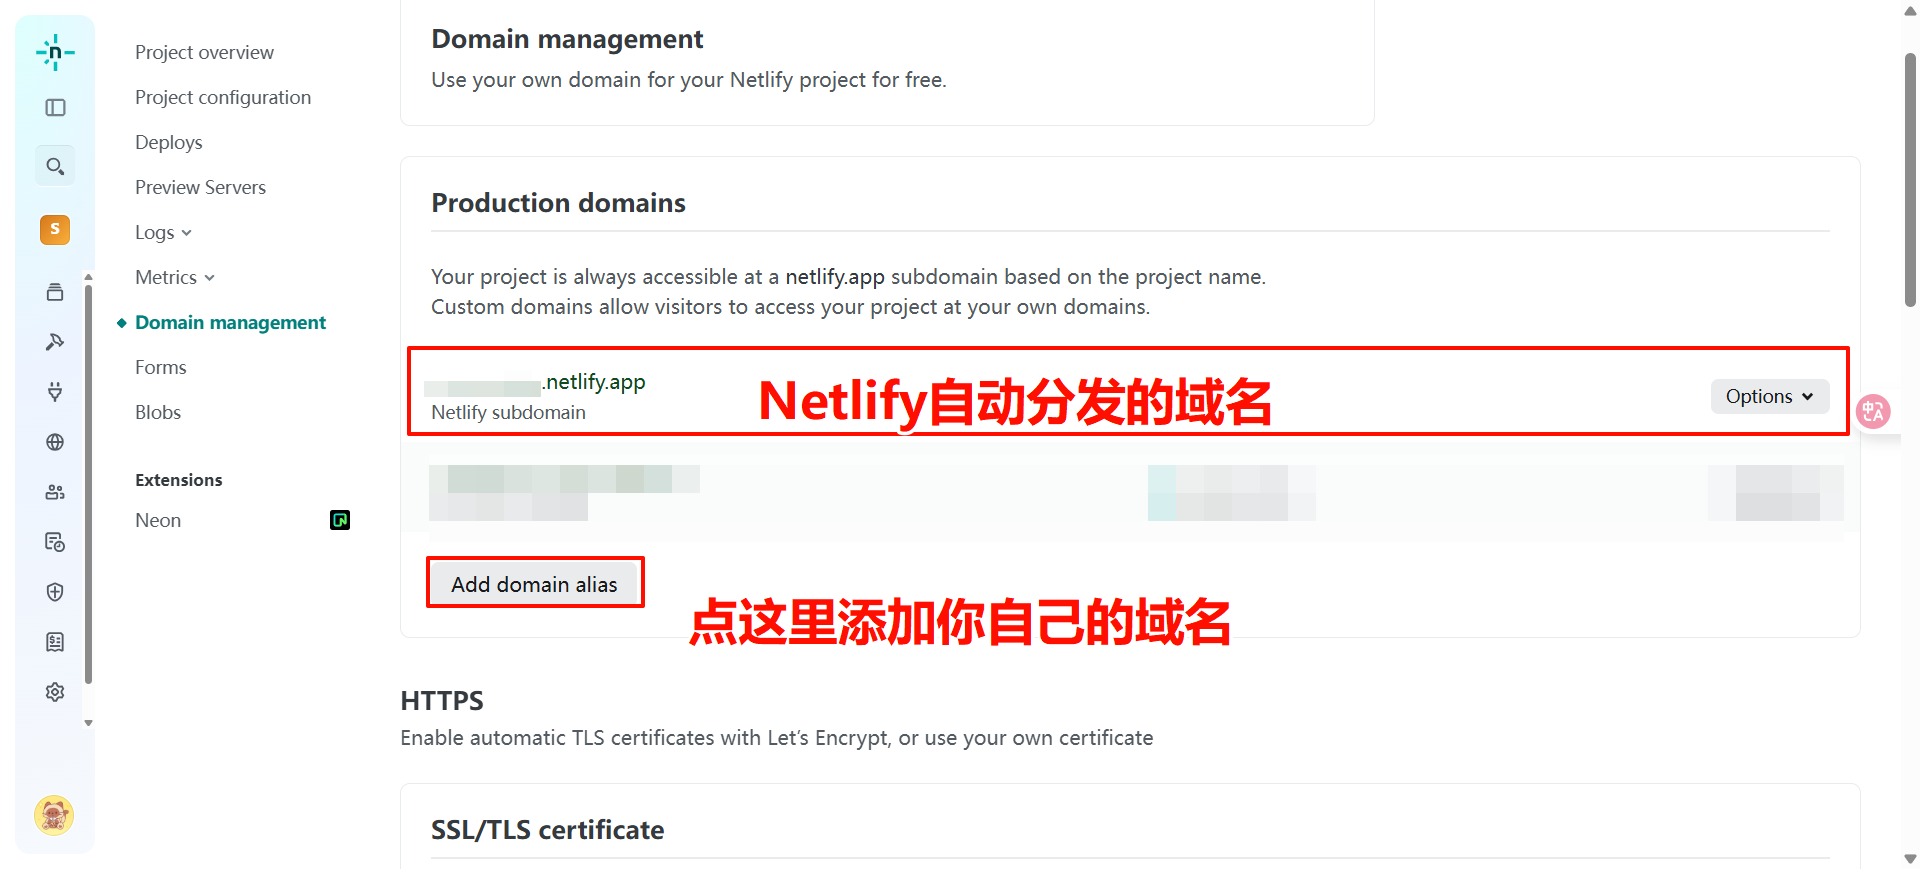 n
S
Project overview
Project configuration
Deploys
Preview Servers
Logs
Metrics
Domain management
Forms
Blobs
Extensions
Neon
Domain management
Use your own domain for your Netlify project for free.
Production domains
Your project is always accessible at a netlify.app subdomain based on the project name.
Custom domains allow visitors to access your project at your own domains.
.netlify.app
Netlify subdomain
Netlify自动分发的域名
Options
中A
Add domain alias
点这里添加你自己的域名
HTTPS
Enable automatic TLS certificates with Let’s Encrypt, or use your own certificate
SSL/TLS certificate